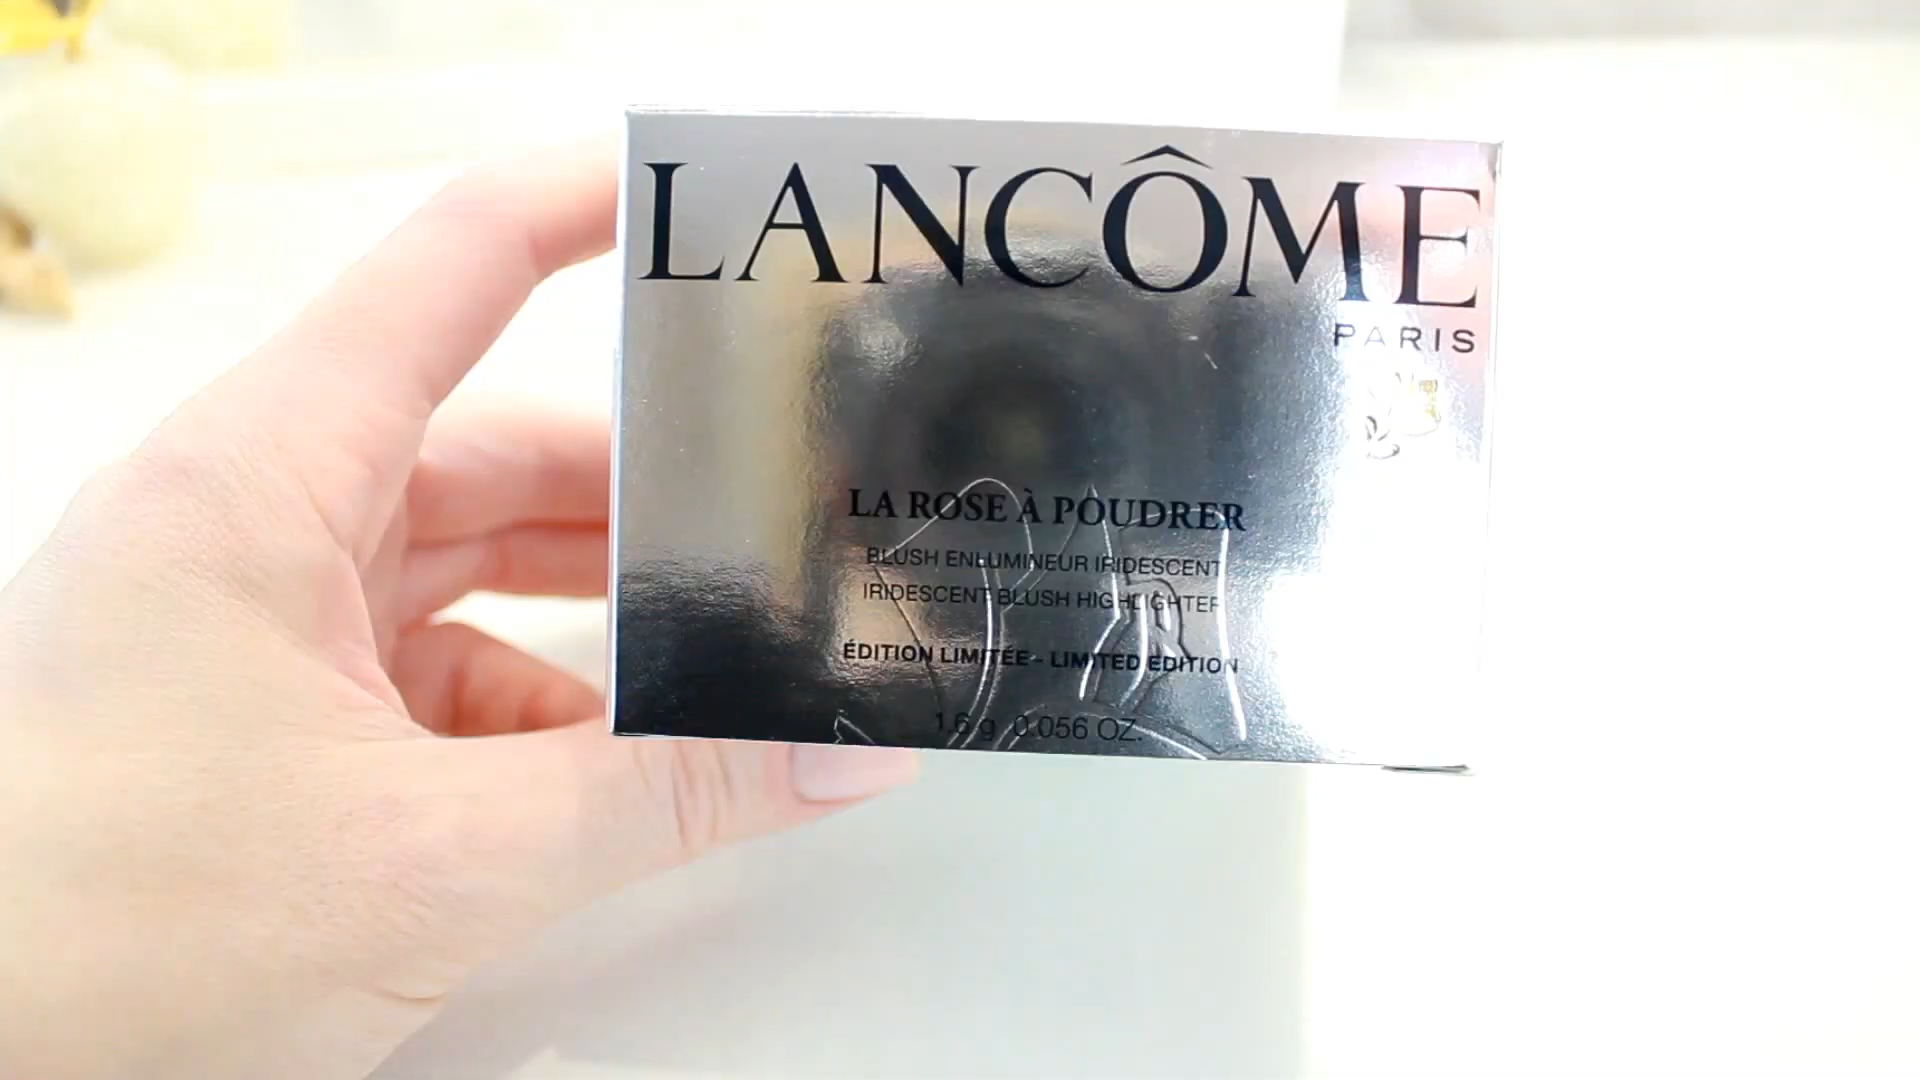 LANCÔME
PARIS
LA ROSE À POUDRER
BLUSH ENLUMINEUR IRIDESCENT
IRIDESCENT BLUSH HIGHLIGHTER
ÉDITION LIMITÉE - LIMITED EDITION
1.6 g 0.056 OZ.